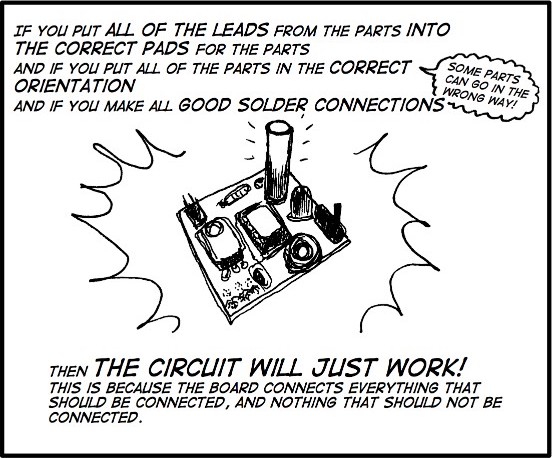 IF YOU PUT ALL OF THE LEADS FROM THE PARTS INTO
THE CORRECT PADS FOR THE PARTS
AND IF YOU PUT ALL OF THE PARTS IN THE CORRECT
ORIENTATION
AND IF YOU MAKE ALL GOOD SOLDER CONNECTIONS
SOME PARTS
CAN GO IN THE
WRONG WAY!
THEN THE CIRCUIT WILL JUST WORK!
THIS IS BECAUSE THE BOARD CONNECTS EVERYTHING THAT
SHOULD BE CONNECTED, AND NOTHING THAT SHOULD NOT BE
CONNECTED.